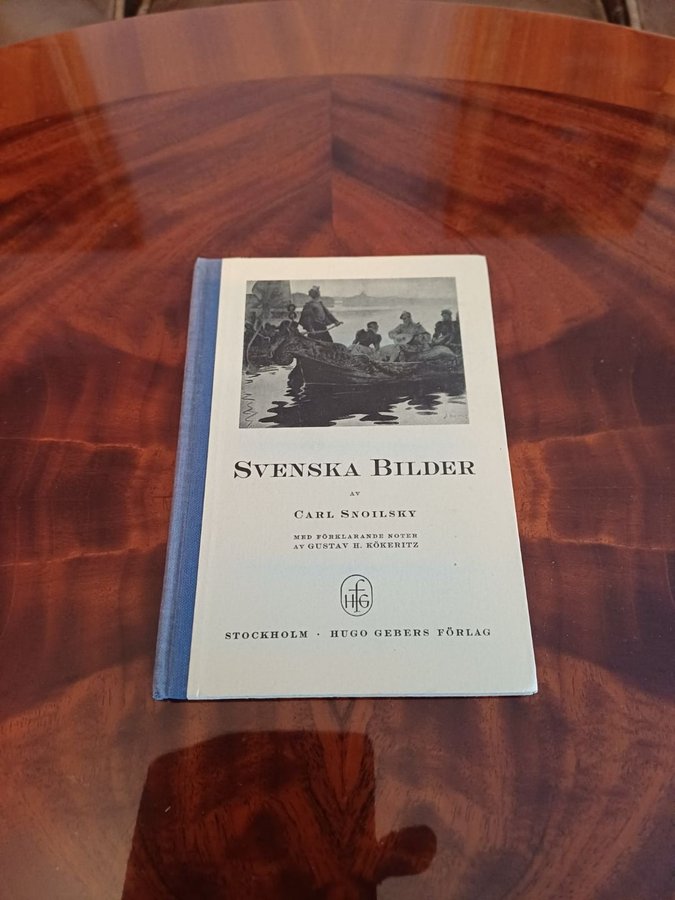 SVENSKA BILDER
AV
CARL SNOILSKY
MED FÖRKLARANDE NOTER
AV GUSTAV H. KÖKERITZ
HfG
STOCKHOLM · HUGO GEBERS FÖRLAG